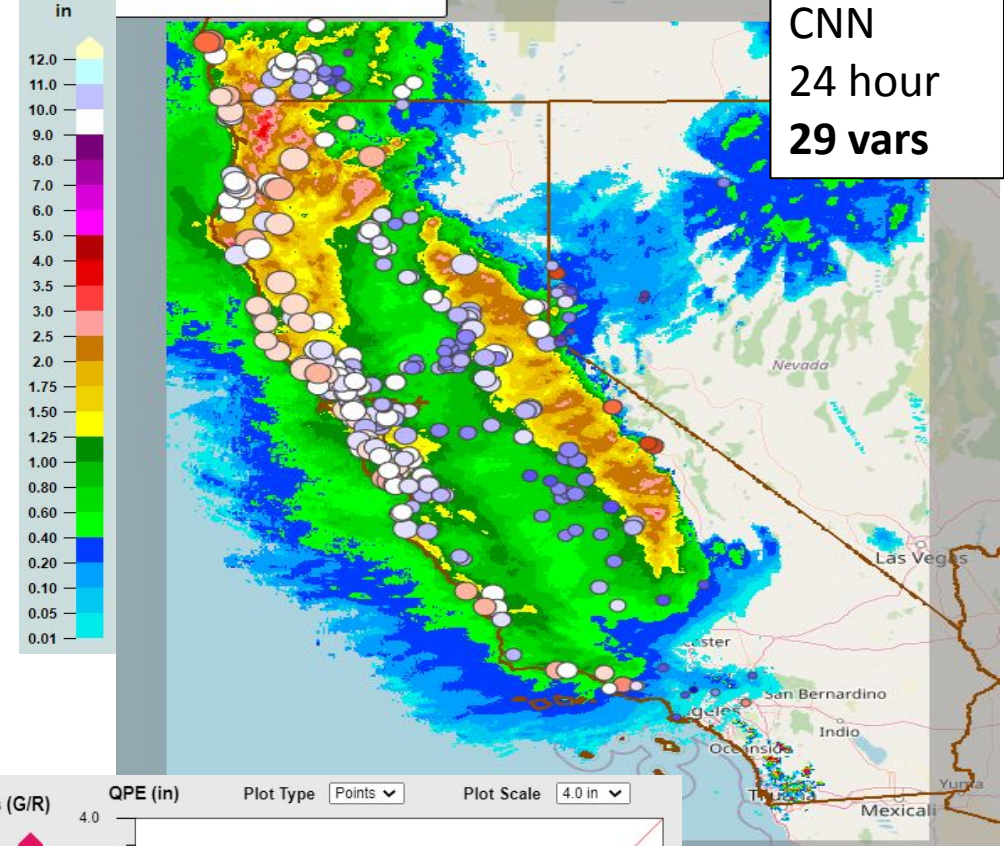 in
12.0
11.0
10.0
9.0
8.0
7.0
6.0
5.0
4.0
3.5
3.0
2.5
2.0
1.75
1.50
1.25
1.00
0.80
0.60
0.40
0.20
0.10
0.05
0.01
CNN
24 hour
29 vars
Nevada
Las Vegas
ster
San Bernardino
geles
Indio
Oceanside
Yuma
Mexicali
(G/R)
QPE (in)
Plot Type
Points
Plot Scale
4.0 in
4.0